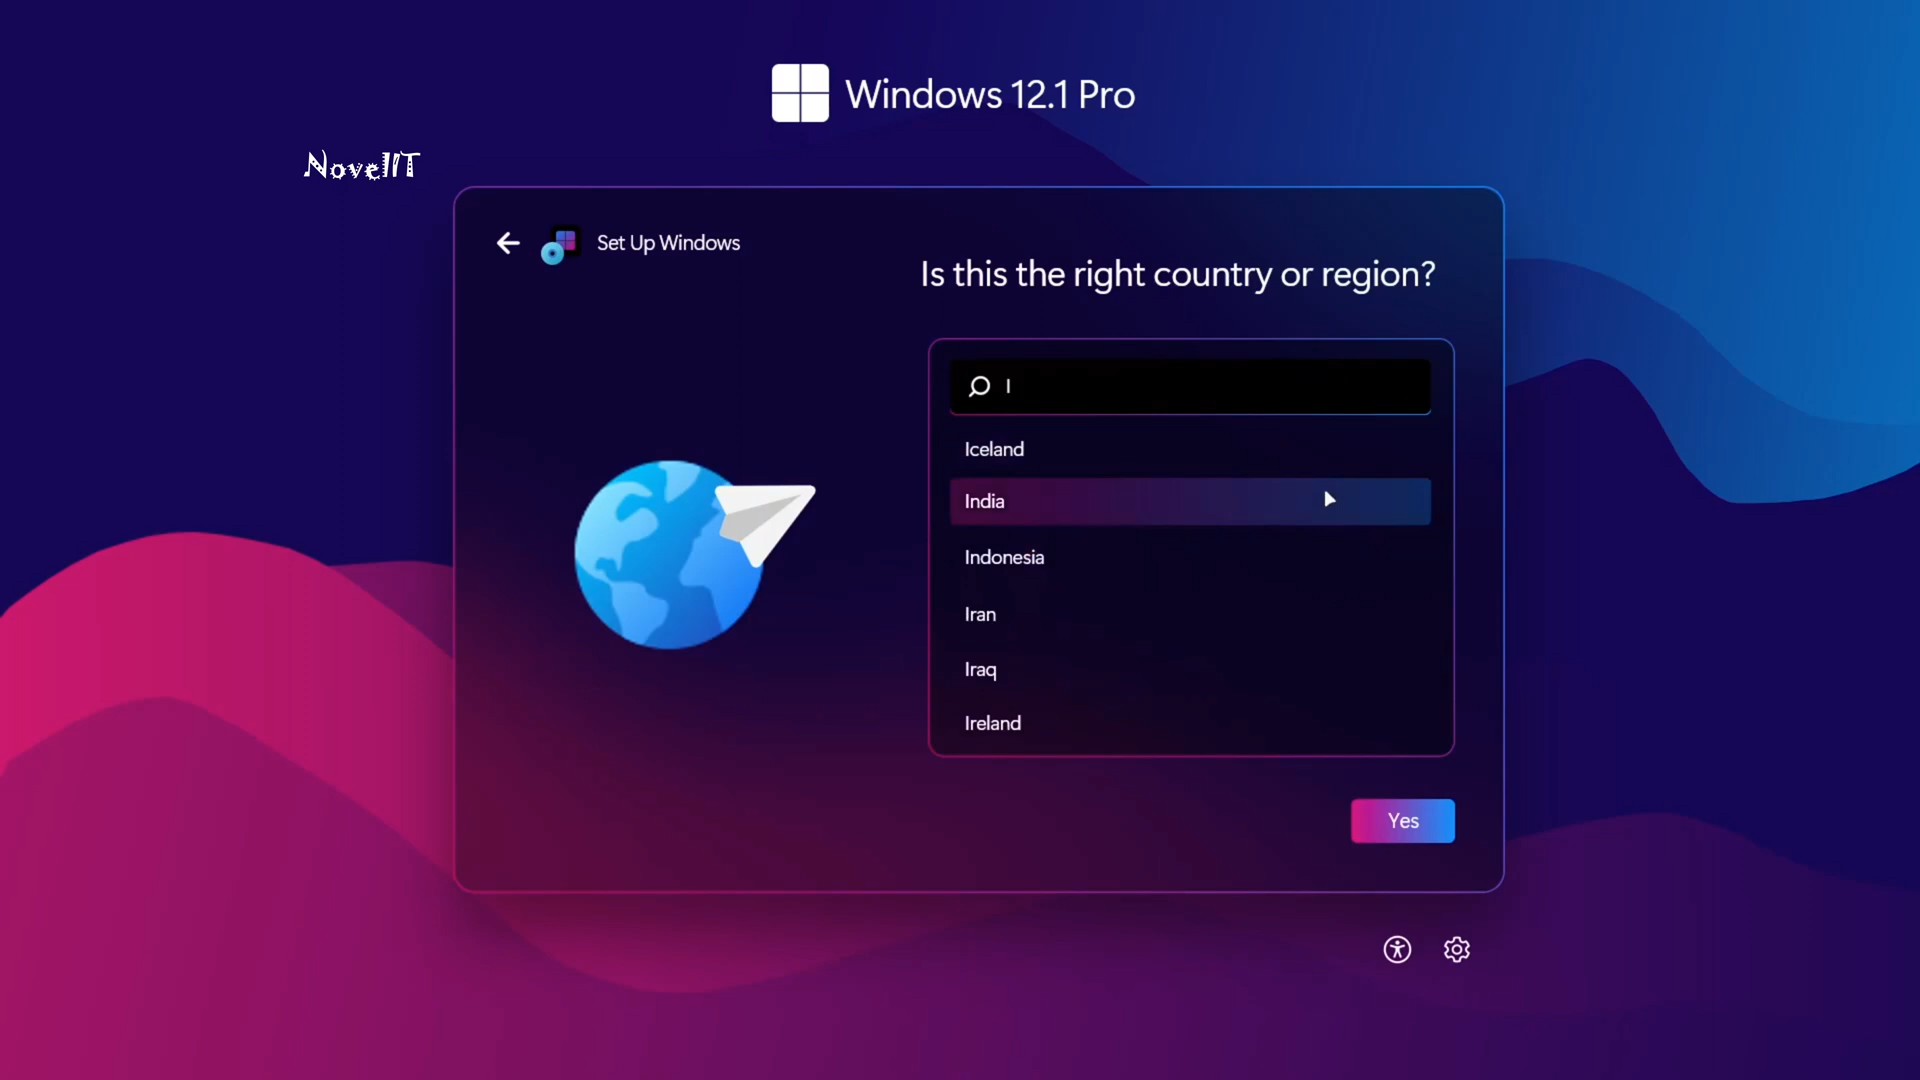 Windows 12.1 Pro
NovelIT
Set Up Windows
Is this the right country or region?
I
Iceland
India
Indonesia
Iran
Iraq
Ireland
Yes